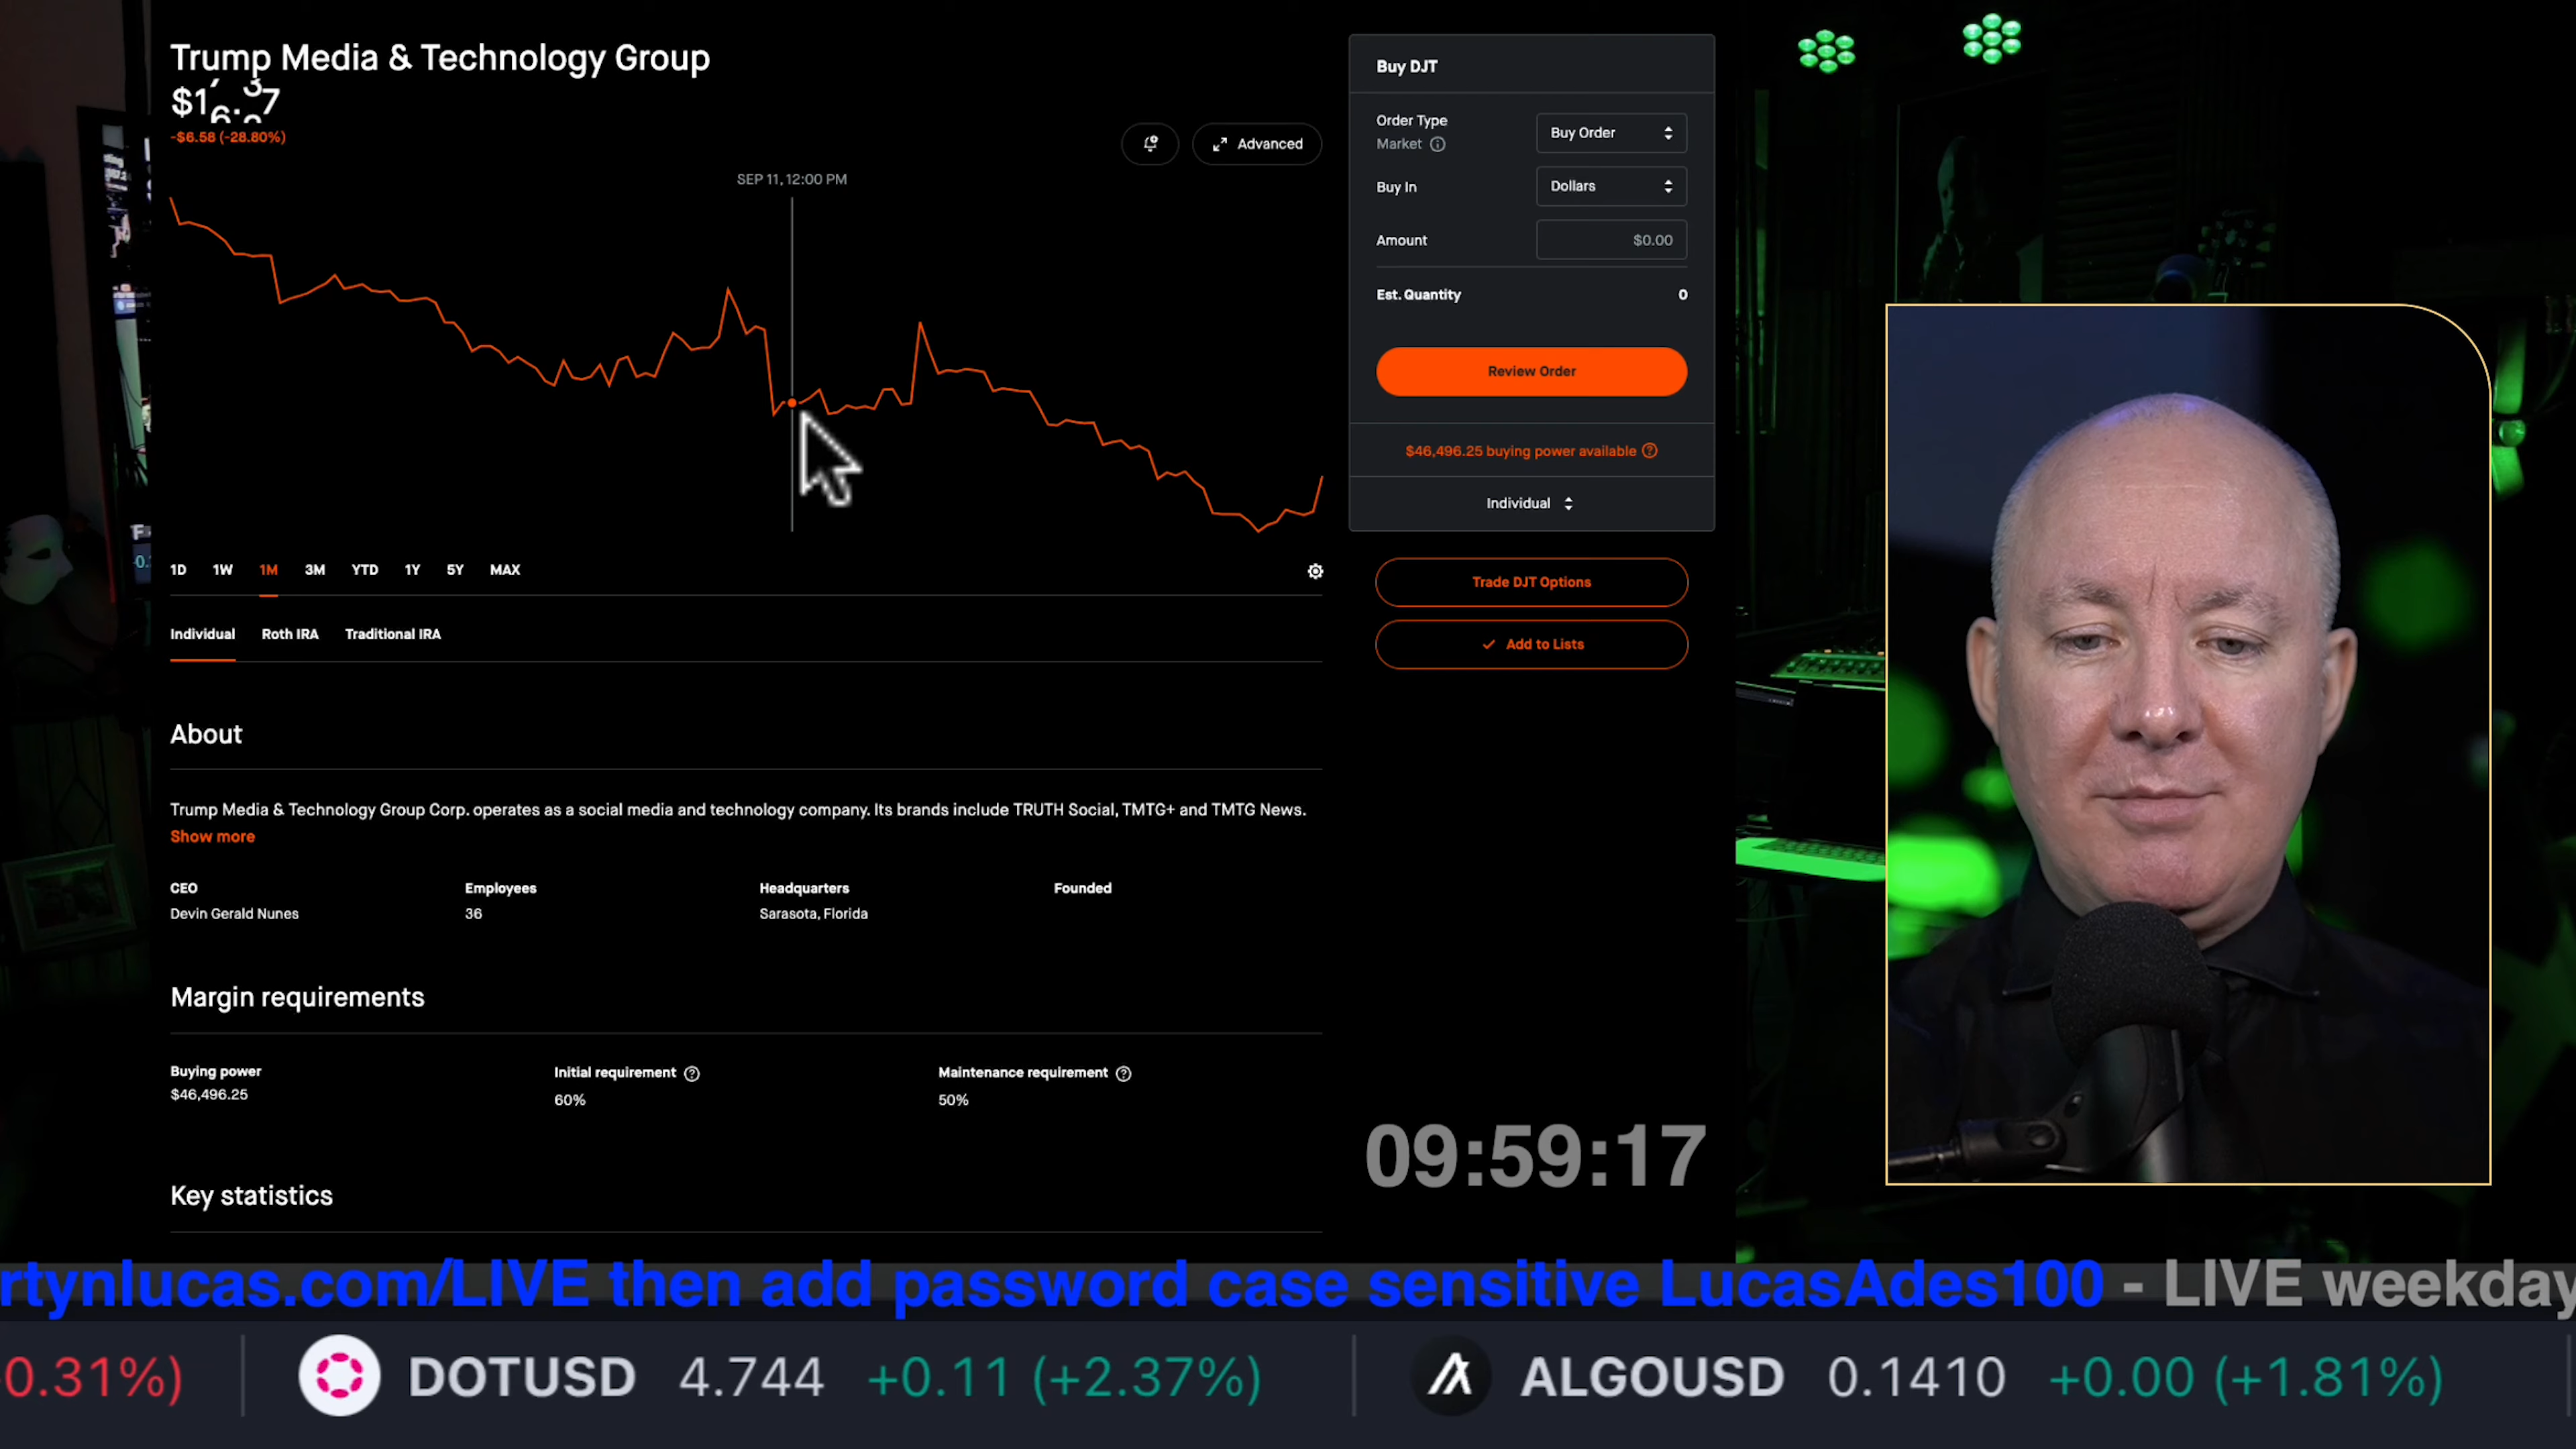 Trump Media & Technology Group
-$6.58 (-28.80%)
Advanced
SEP 11, 12:00 PM
1D 1W 1M 3M YTD 1Y 5Y MAX
Individual Roth IRA Traditional IRA
About
Trump Media & Technology Group Corp. operates as a social media and technology company. Its brands include TRUTH Social, TMTG+ and TMTG News.
Show more
CEO Employees Headquarters Founded
Devin Gerald Nunes 36 Sarasota, Florida
Margin requirements
Buying power Initial requirement Maintenance requirement
$46,496.25 60% 50%
Key statistics
Buy DJT
Order Type Buy Order
Market
Buy In Dollars
Amount $0.00
Est. Quantity 0
Review Order
$46,496.25 buying power available
Individual
Trade DJT Options
Add to Lists
09:59:17
rtynlucas.com/LIVE then add password case sensitive LucasAdes100 - LIVE weekday
0.31%) DOTUSD 4.744 +0.11 (+2.37%) ALGOUSD 0.1410 +0.00 (+1.81%)